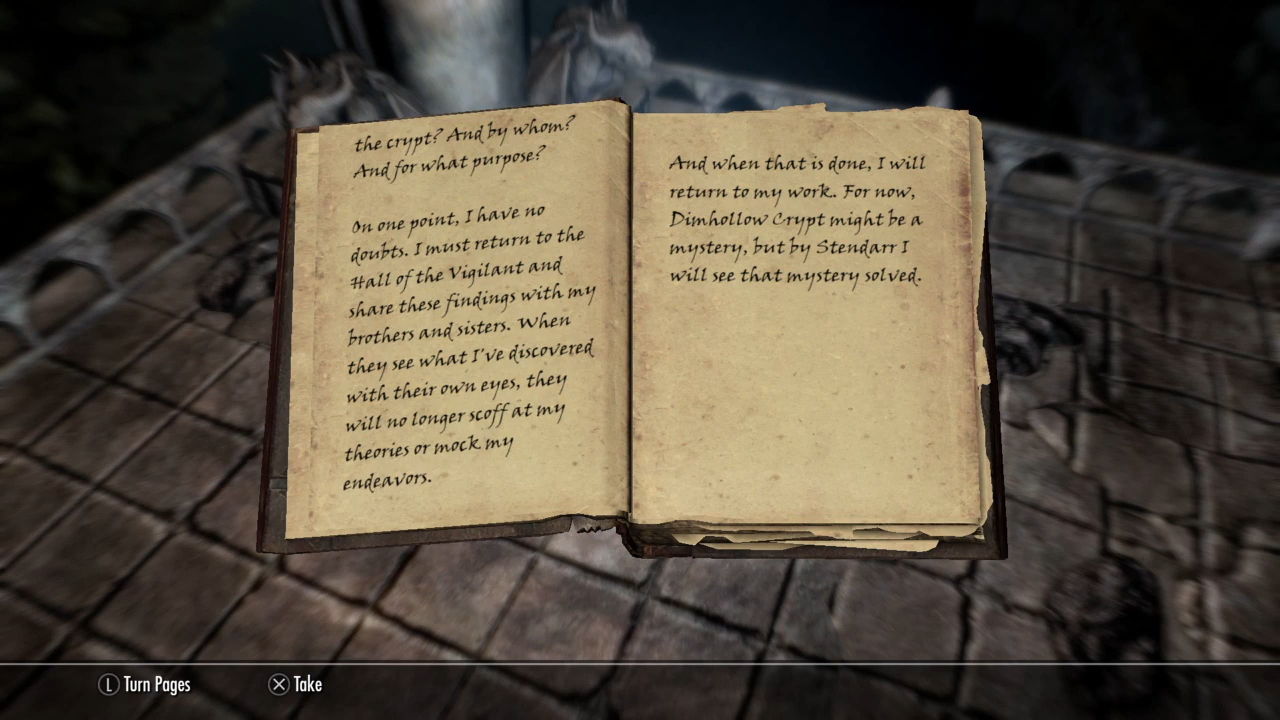 the crypt? And by whom?
And for what purpose?
On one point, I have no
doubts. I must return to the
Hall of the Vigilant and
share these findings with my
brothers and sisters. When
they see what I've discovered
with their own eyes, they
will no longer scoff at my
theories or mock my
endeavors.
And when that is done, I will
return to my work. For now,
Dimhollow Crypt might be a
mystery, but by Stendarr I
will see that mystery solved.
L Turn Pages
X Take